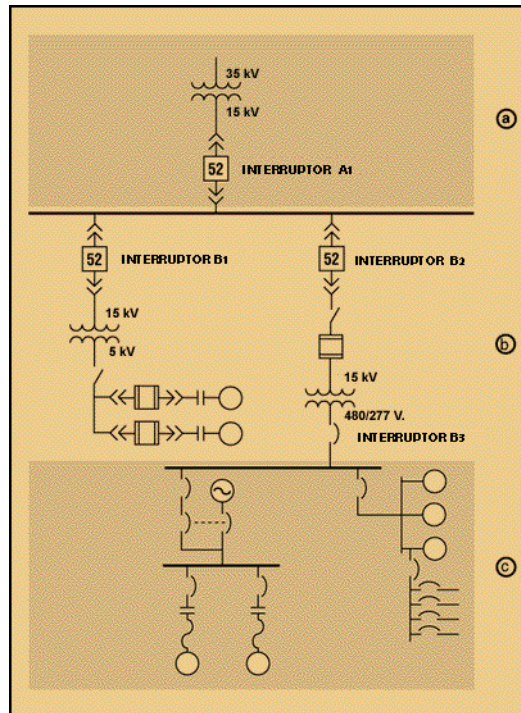 35 kV
15 kV
a
52 INTERRUPTOR A1
52 INTERRUPTOR B1
52 INTERRUPTOR B2
15 kV
5 kV
b
15 kV
480/277 V.
INTERRUPTOR B3
c